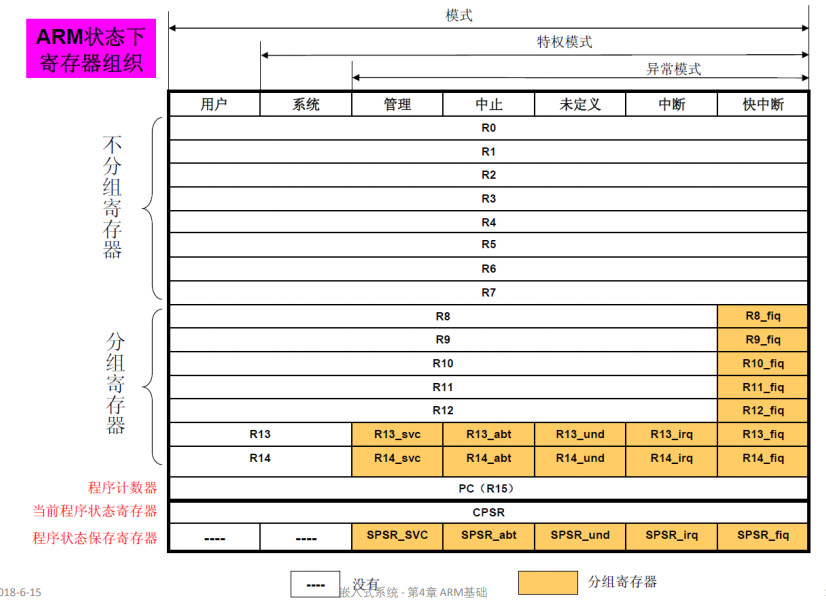 ARM状态下
寄存器组织
模式
特权模式
异常模式
用户 系统 管理 中止 未定义 中断 快中断
不分组寄存器
R0
R1
R2
R3
R4
R5
R6
R7
分组寄存器
R8 R8_fiq
R9 R9_fiq
R10 R10_fiq
R11 R11_fiq
R12 R12_fiq
R13 R13_svc R13_abt R13_und R13_irq R13_fiq
R14 R14_svc R14_abt R14_und R14_irq R14_fiq
程序计数器 PC（R15）
当前程序状态寄存器 CPSR
程序状态保存寄存器 ---- ---- SPSR_SVC SPSR_abt SPSR_und SPSR_irq SPSR_fiq
---- 没有 分组寄存器
018-6-15 嵌入式系统 - 第4章 ARM基础